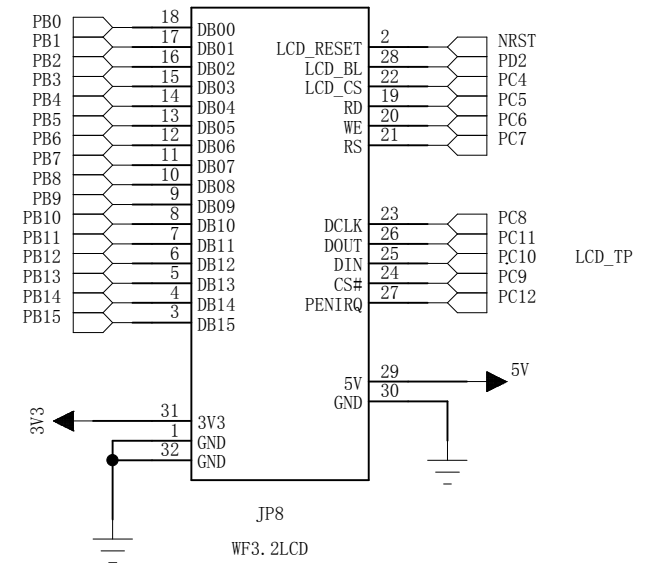 PB0 18 DB00
PB1 17 DB01
PB2 16 DB02
PB3 15 DB03
PB4 14 DB04
PB5 13 DB05
PB6 12 DB06
PB7 11 DB07
PB8 10 DB08
PB9 9 DB09
PB10 8 DB10
PB11 7 DB11
PB12 6 DB12
PB13 5 DB13
PB14 4 DB14
PB15 3 DB15
3V3 31 3V3
1 GND
32 GND
LCD_RESET 2 NRST
LCD_BL 28 PD2
LCD_CS 22 PC4
RD 19 PC5
WE 20 PC6
RS 21 PC7
DCLK 23 PC8
DOUT 26 PC11
DIN 25 PC10 LCD_TP
CS# 24 PC9
PENIRQ 27 PC12
5V 29 5V
GND 30
JP8
WF3.2LCD